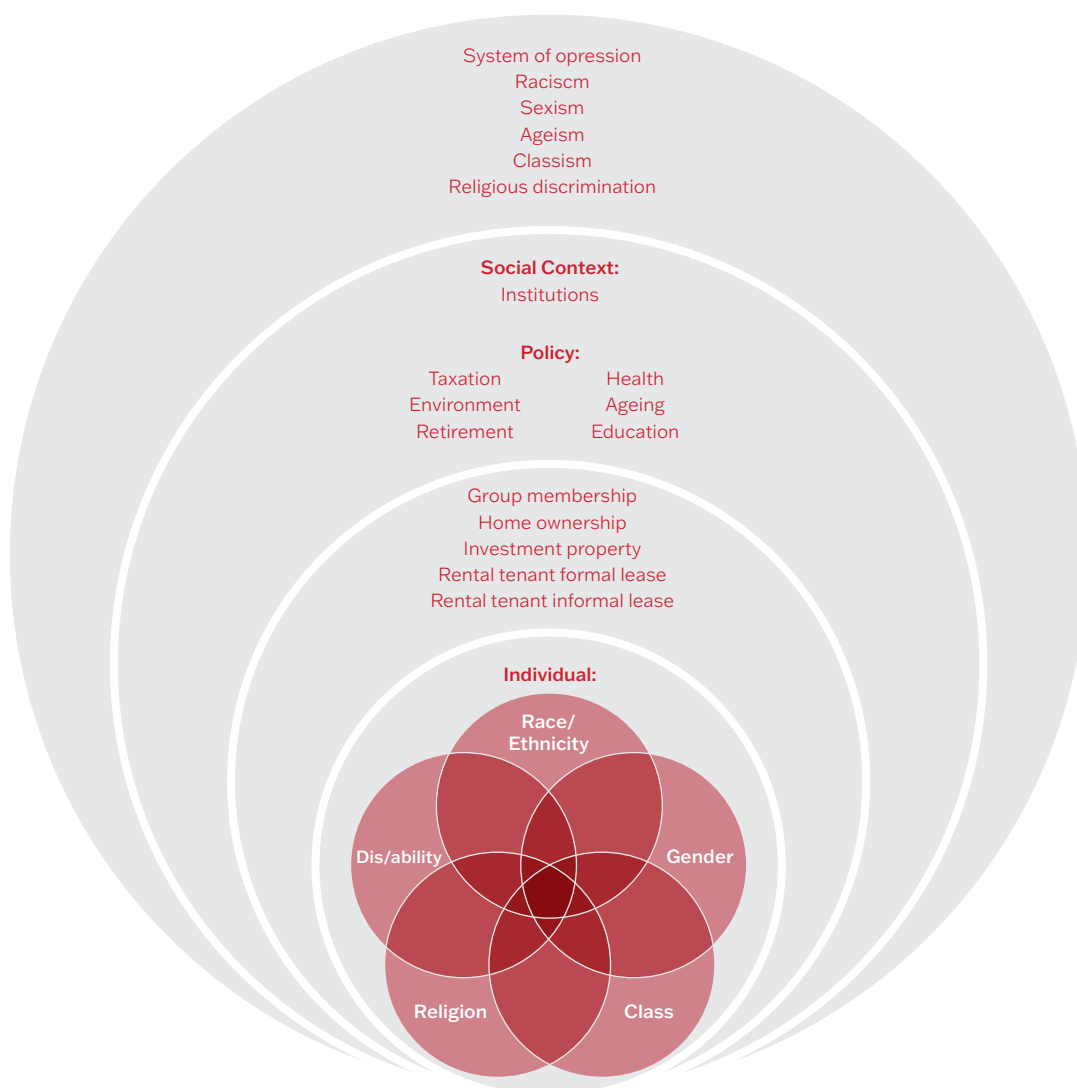 System of opression
Raciscm
Sexism
Ageism
Classism
Religious discrimination
Social Context:
Institutions
Policy:
Taxation Health
Environment Ageing
Retirement Education
Group membership
Home ownership
Investment property
Rental tenant formal lease
Rental tenant informal lease
Individual:
Race/
Ethnicity
Dis/ability Gender
Religion Class